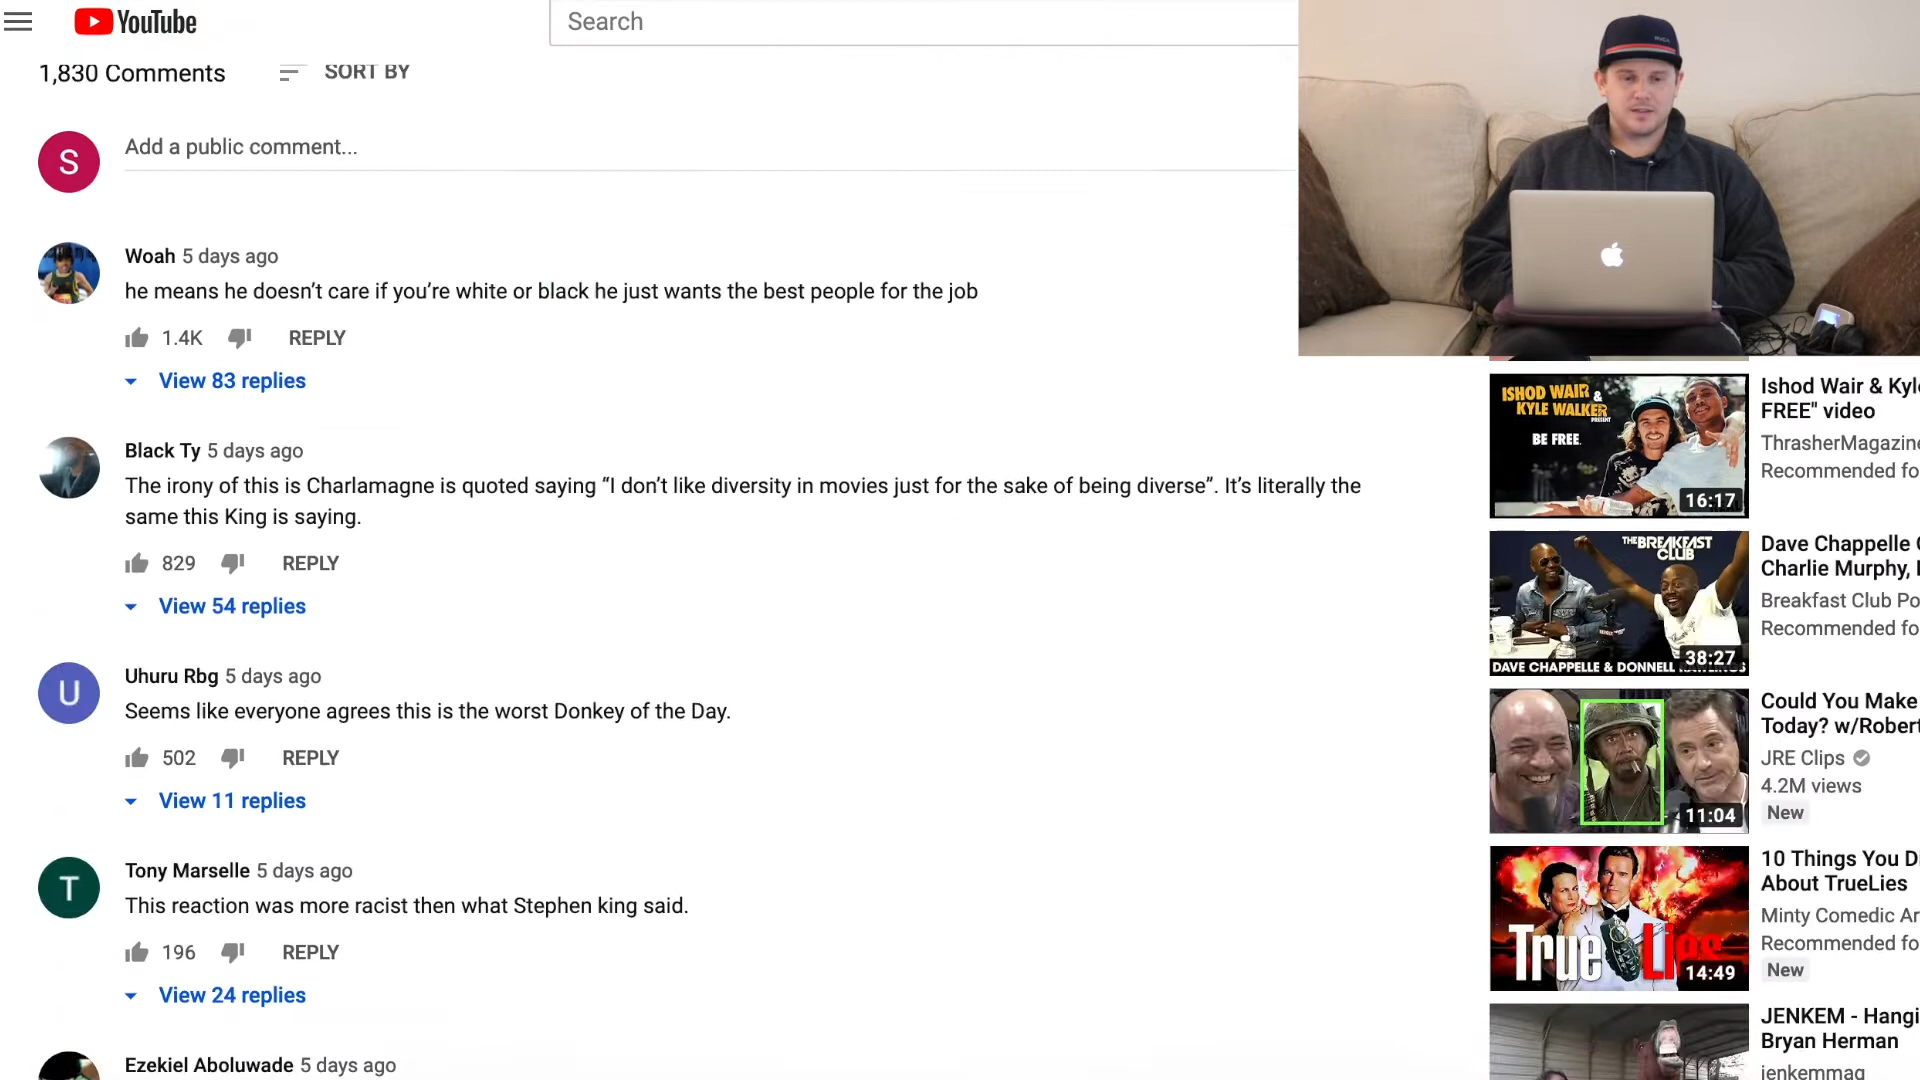 YouTube
Search
1,830 Comments
SORT BY
S
Add a public comment...
Woah 5 days ago
he means he doesn't care if you're white or black he just wants the best people for the job
1.4K
REPLY
View 83 replies
Black Ty 5 days ago
The irony of this is Charlamagne is quoted saying “I don't like diversity in movies just for the sake of being diverse”. It's literally the
same this King is saying.
829
REPLY
View 54 replies
U
Uhuru Rbg 5 days ago
Seems like everyone agrees this is the worst Donkey of the Day.
502
REPLY
View 11 replies
T
Tony Marselle 5 days ago
This reaction was more racist then what Stephen king said.
196
REPLY
View 24 replies
Ezekiel Aboluwade 5 days ago
ISHOD WAIR &
KYLE WALKER
PRESENT
BE FREE.
16:17
Ishod Wair & Kyl
FREE" video
ThrasherMagazine
Recommended fo
THE BREAKFAST
CLUB
DAVE CHAPPELLE & DONNELL
38:27
Dave Chappelle
Charlie Murphy,
Breakfast Club Po
Recommended fo
11:04
Could You Make
Today? w/Robert
JRE Clips
4.2M views
New
True Lies
14:49
10 Things You D
About TrueLies
Minty Comedic Ar
Recommended fo
New
JENKEM - Hangi
Bryan Herman
jenkemmag